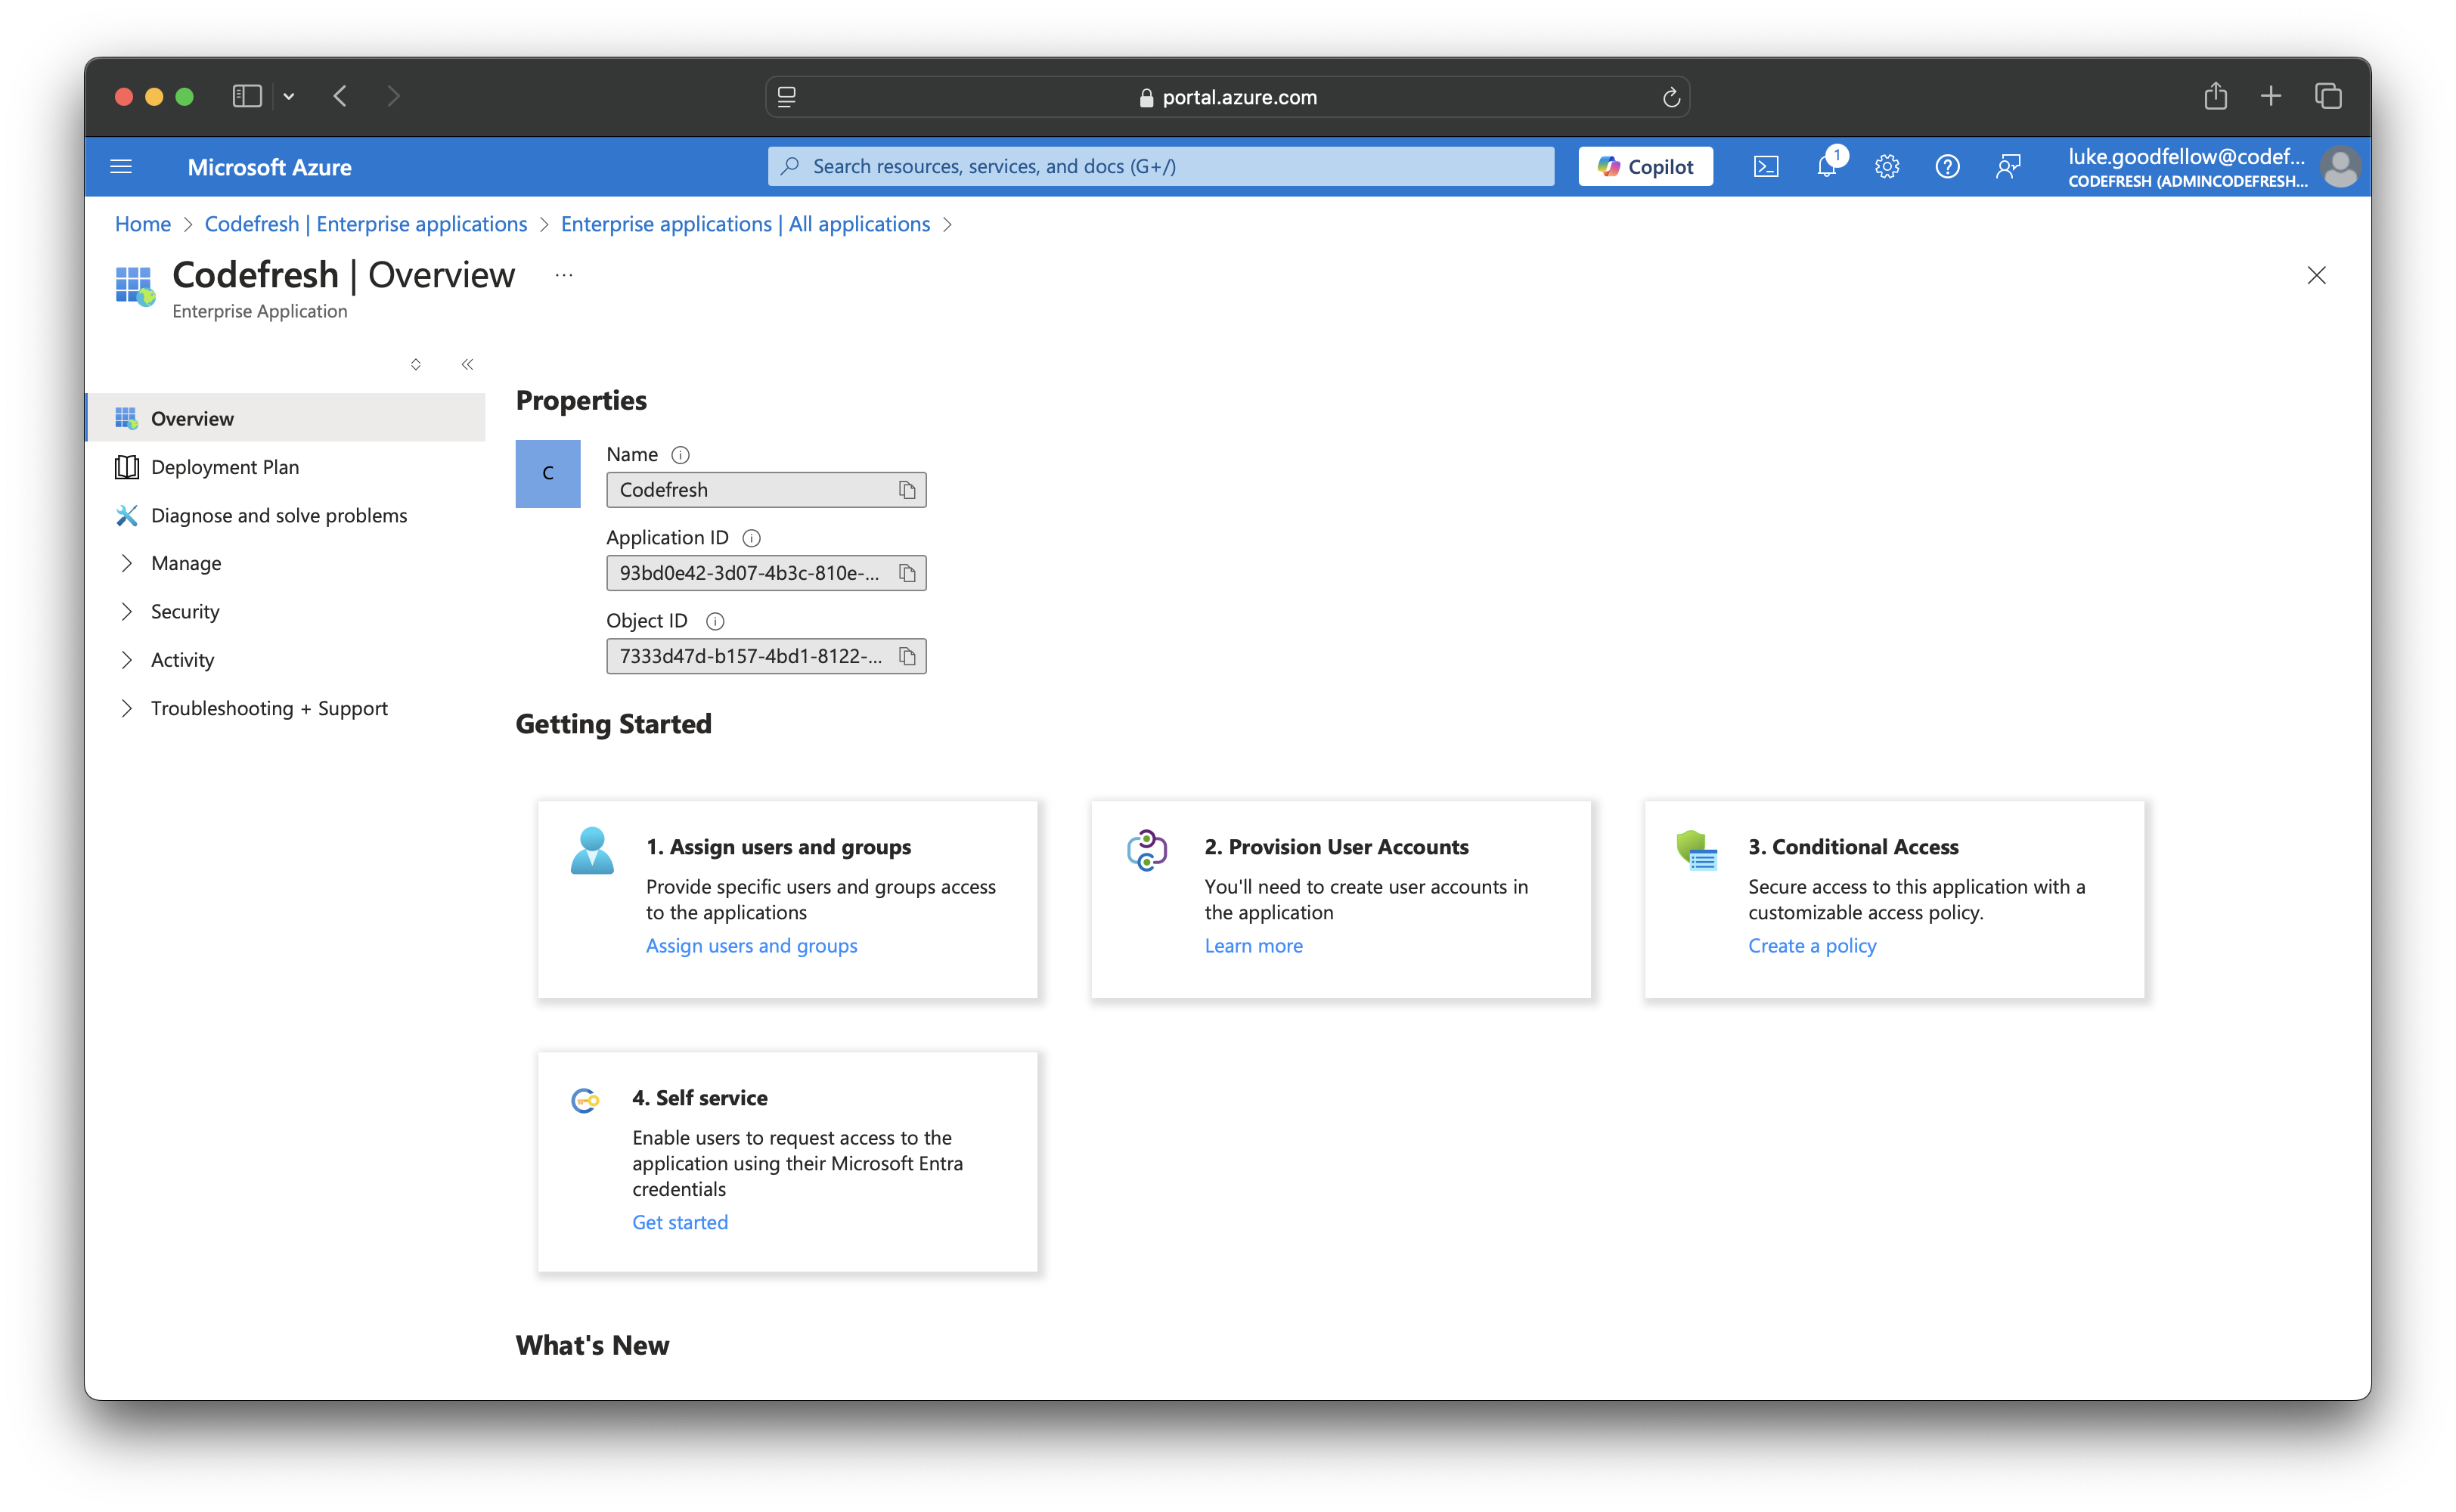 portal.azure.com
Microsoft Azure
Search resources, services, and docs (G+/)
Copilot
1
luke.goodfellow@codef...
CODEFRESH (ADMINCODEFRESH...
Home > Codefresh | Enterprise applications > Enterprise applications | All applications >
Codefresh | Overview ...
Enterprise Application
Overview
Deployment Plan
Diagnose and solve problems
Manage
Security
Activity
Troubleshooting + Support
Properties
C
Name
Codefresh
Application ID
93bd0e42-3d07-4b3c-810e-...
Object ID
7333d47d-b157-4bd1-8122-...
Getting Started
1. Assign users and groups
Provide specific users and groups access
to the applications
Assign users and groups
2. Provision User Accounts
You'll need to create user accounts in
the application
Learn more
3. Conditional Access
Secure access to this application with a
customizable access policy.
Create a policy
4. Self service
Enable users to request access to the
application using their Microsoft Entra
credentials
Get started
What's New